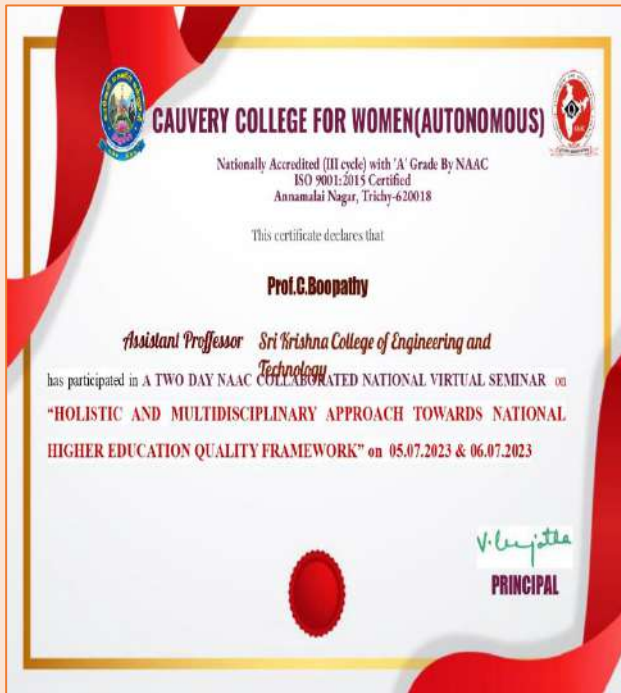 CAUVERY COLLEGE FOR WOMEN(AUTONOMOUS)
Nationally Accredited (III cycle) with 'A' Grade By NAAC
ISO 9001:2015 Certified
Annamalai Nagar, Trichy-620018
This certificate declares that
Prof.C.Boopathy
Assistant Proffessor Sri Krishna College of Engineering and
Technology
has participated in A TWO DAY NAAC COLLABORATED NATIONAL VIRTUAL SEMINAR on
“HOLISTIC AND MULTIDISCIPLINARY APPROACH TOWARDS NATIONAL
HIGHER EDUCATION QUALITY FRAMEWORK” on 05.07.2023 & 06.07.2023
PRINCIPAL